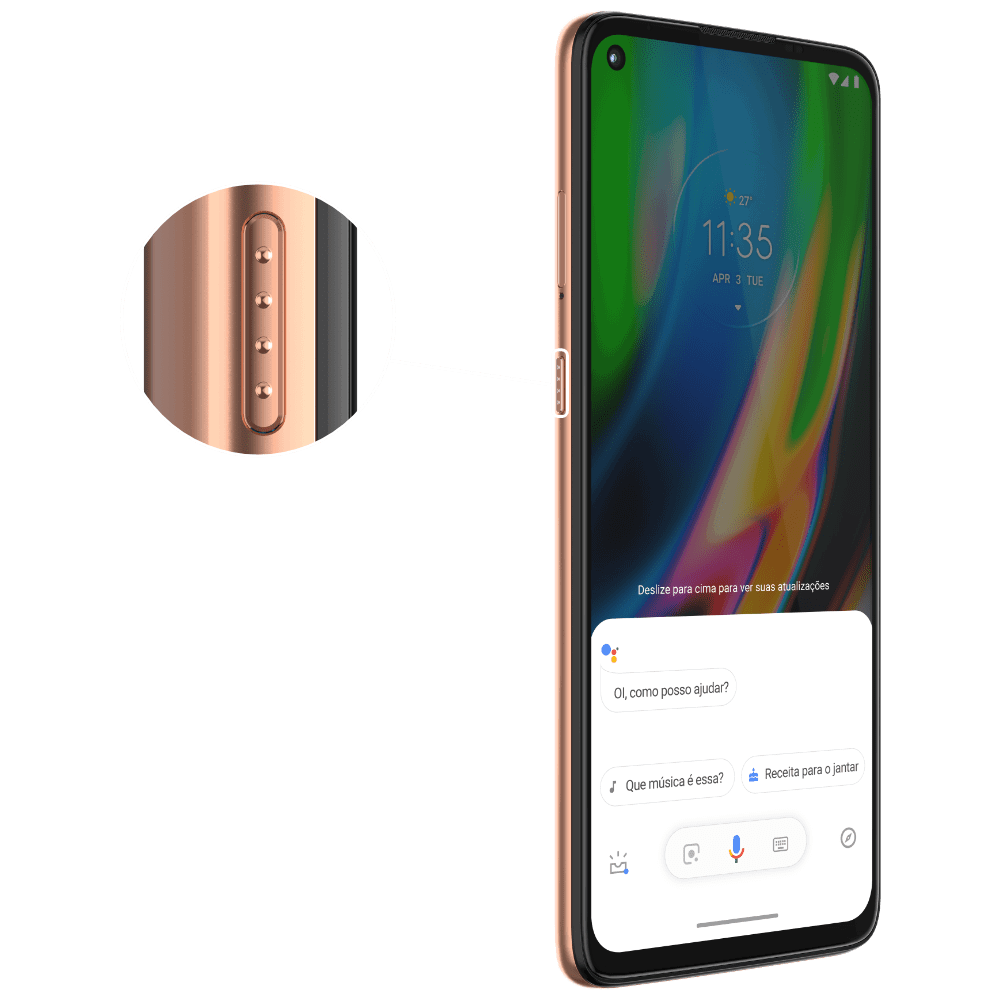 27°
11:35
APR 3 TUE
Deslize para cima para ver suas atualizações
OI, como posso ajudar?
Que música é essa?
Receita para o jantar